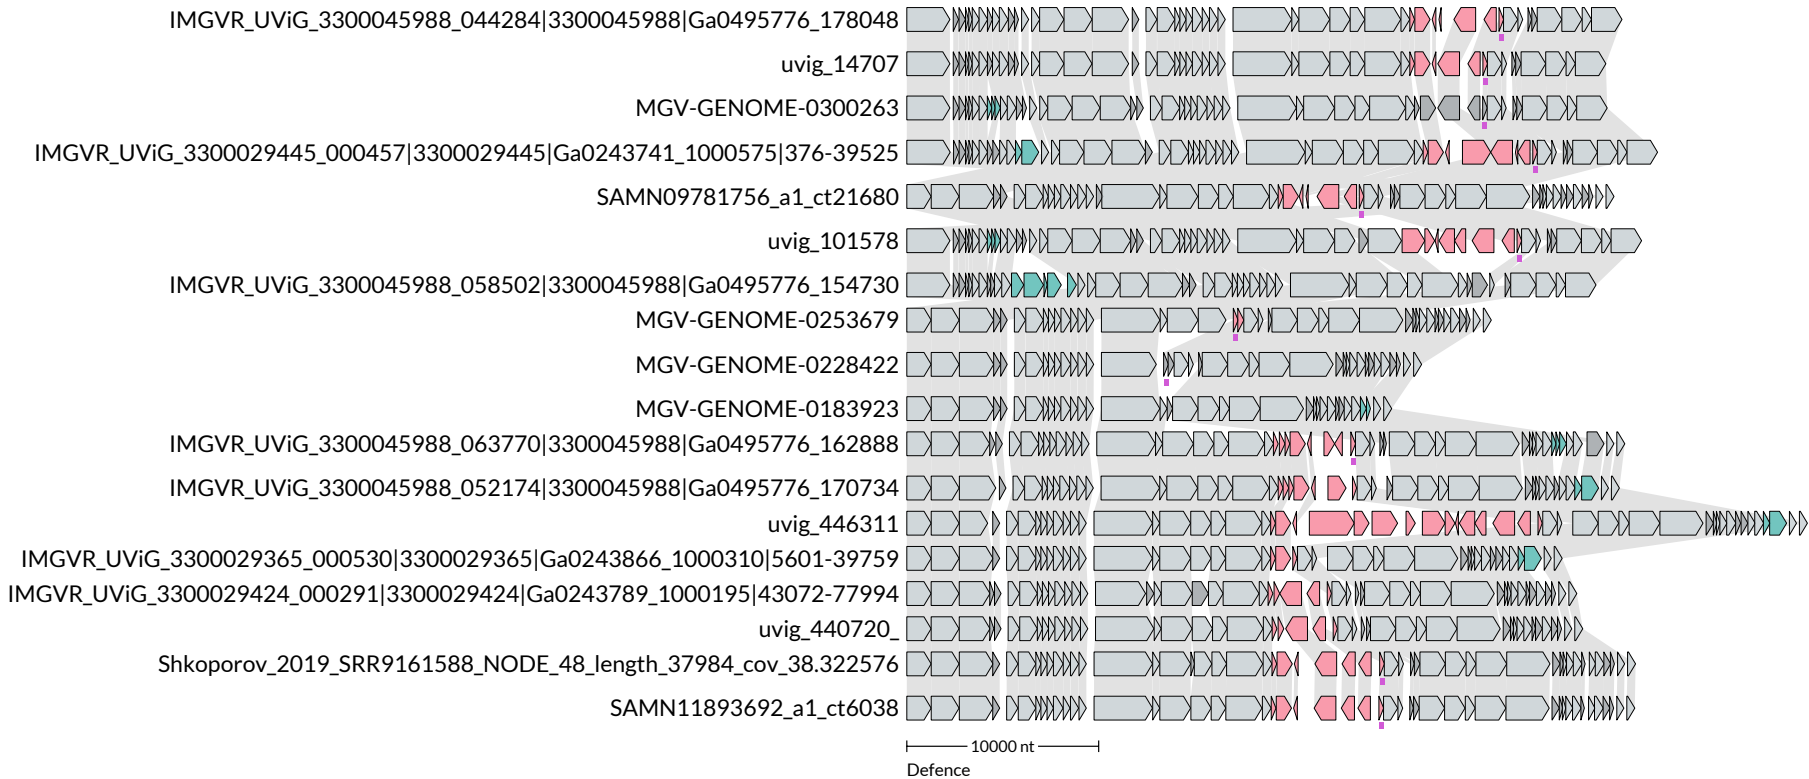 IMGVR_UViG_3300045988_044284|3300045988|Ga0495776_178048
uvig_14707
MGV-GENOME-0300263
IMGVR_UViG_3300029445_000457|3300029445|Ga0243741_1000575|376-39525
SAMN09781756_a1_ct21680
uvig_101578
IMGVR_UViG_3300045988_058502|3300045988|Ga0495776_154730
MGV-GENOME-0253679
MGV-GENOME-0228422
MGV-GENOME-0183923
IMGVR_UViG_3300045988_063770|3300045988|Ga0495776_162888
IMGVR_UViG_3300045988_052174|3300045988|Ga0495776_170734
uvig_446311
IMGVR_UViG_3300029365_000530|3300029365|Ga0243866_1000310|5601-39759
IMGVR_UViG_3300029424_000291|3300029424|Ga0243789_1000195|43072-77994
uvig_440720_
Shkoporov_2019_SRR9161588_NODE_48_length_37984_cov_38.322576
SAMN11893692_a1_ct6038
10000 nt
Defence